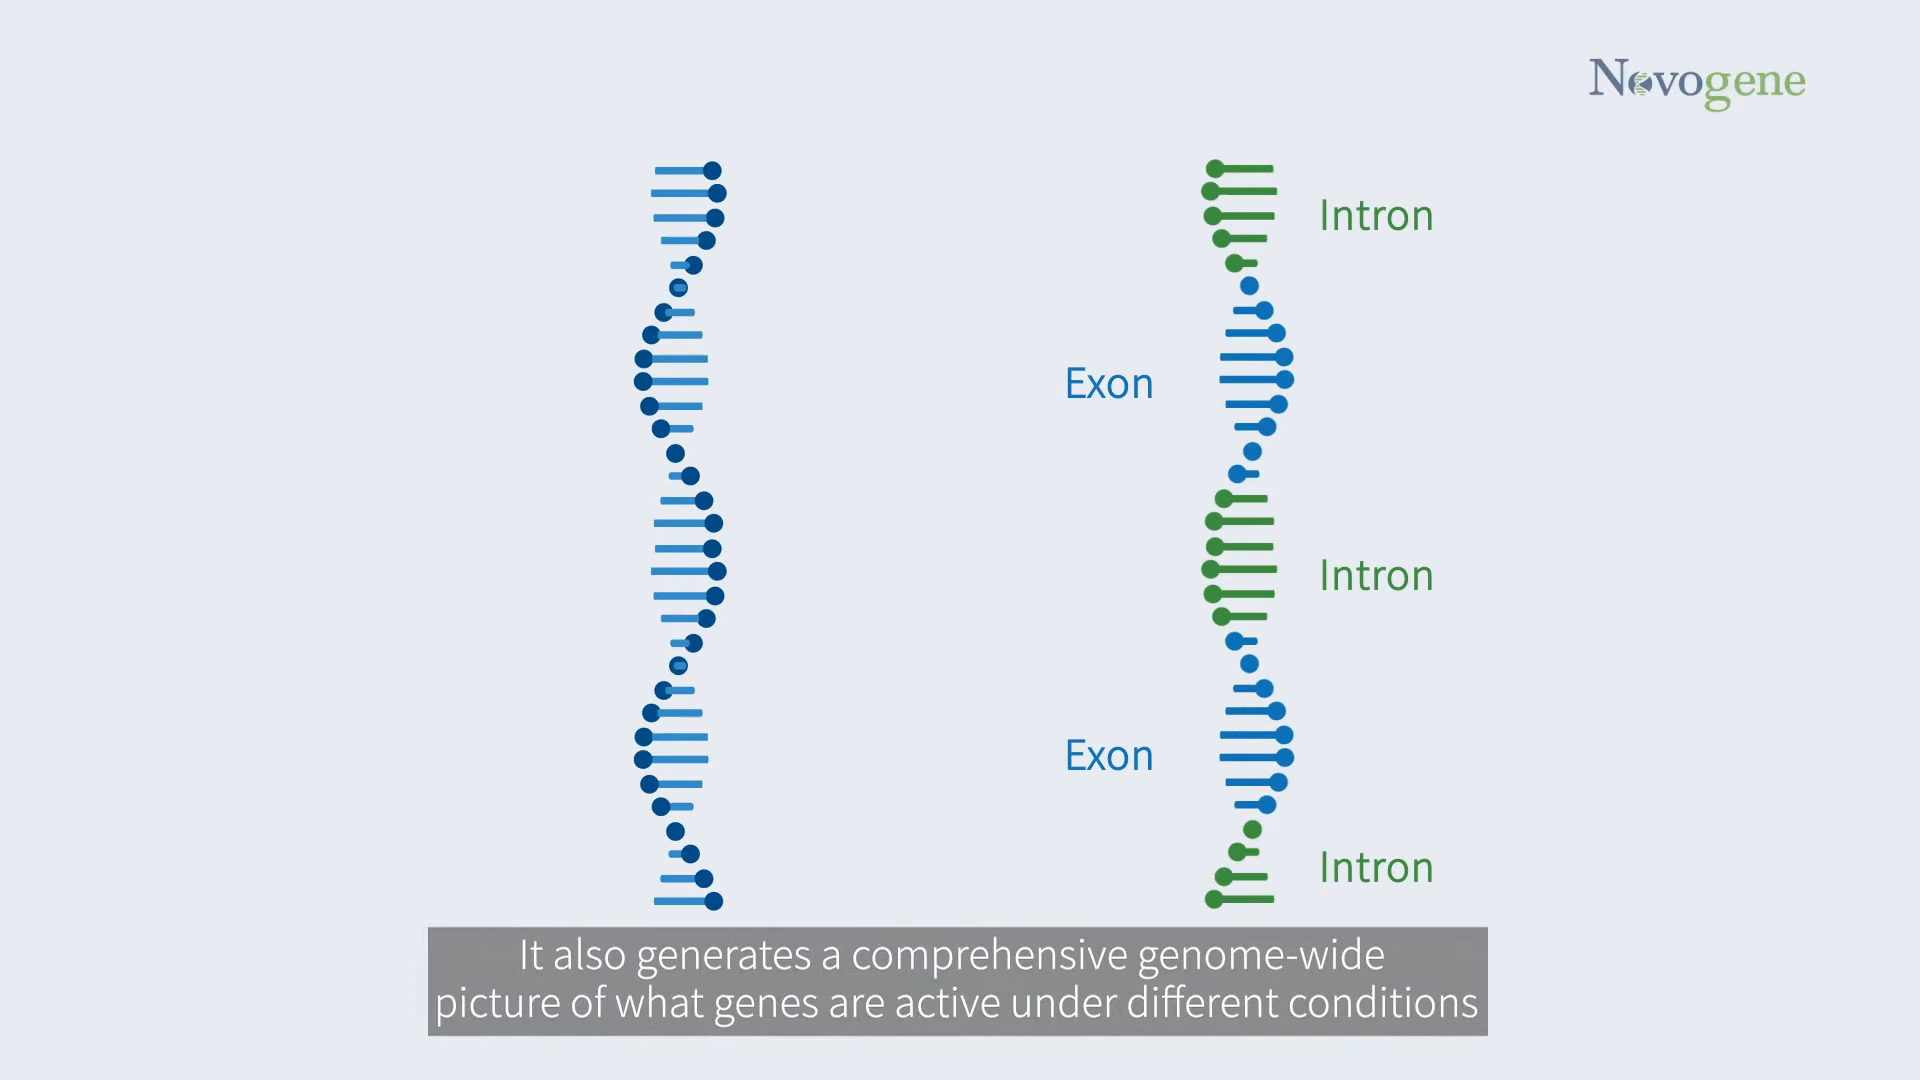 Novogene
Intron
Exon
Intron
Exon
Intron
It also generates a comprehensive genome-wide
picture of what genes are active under different conditions